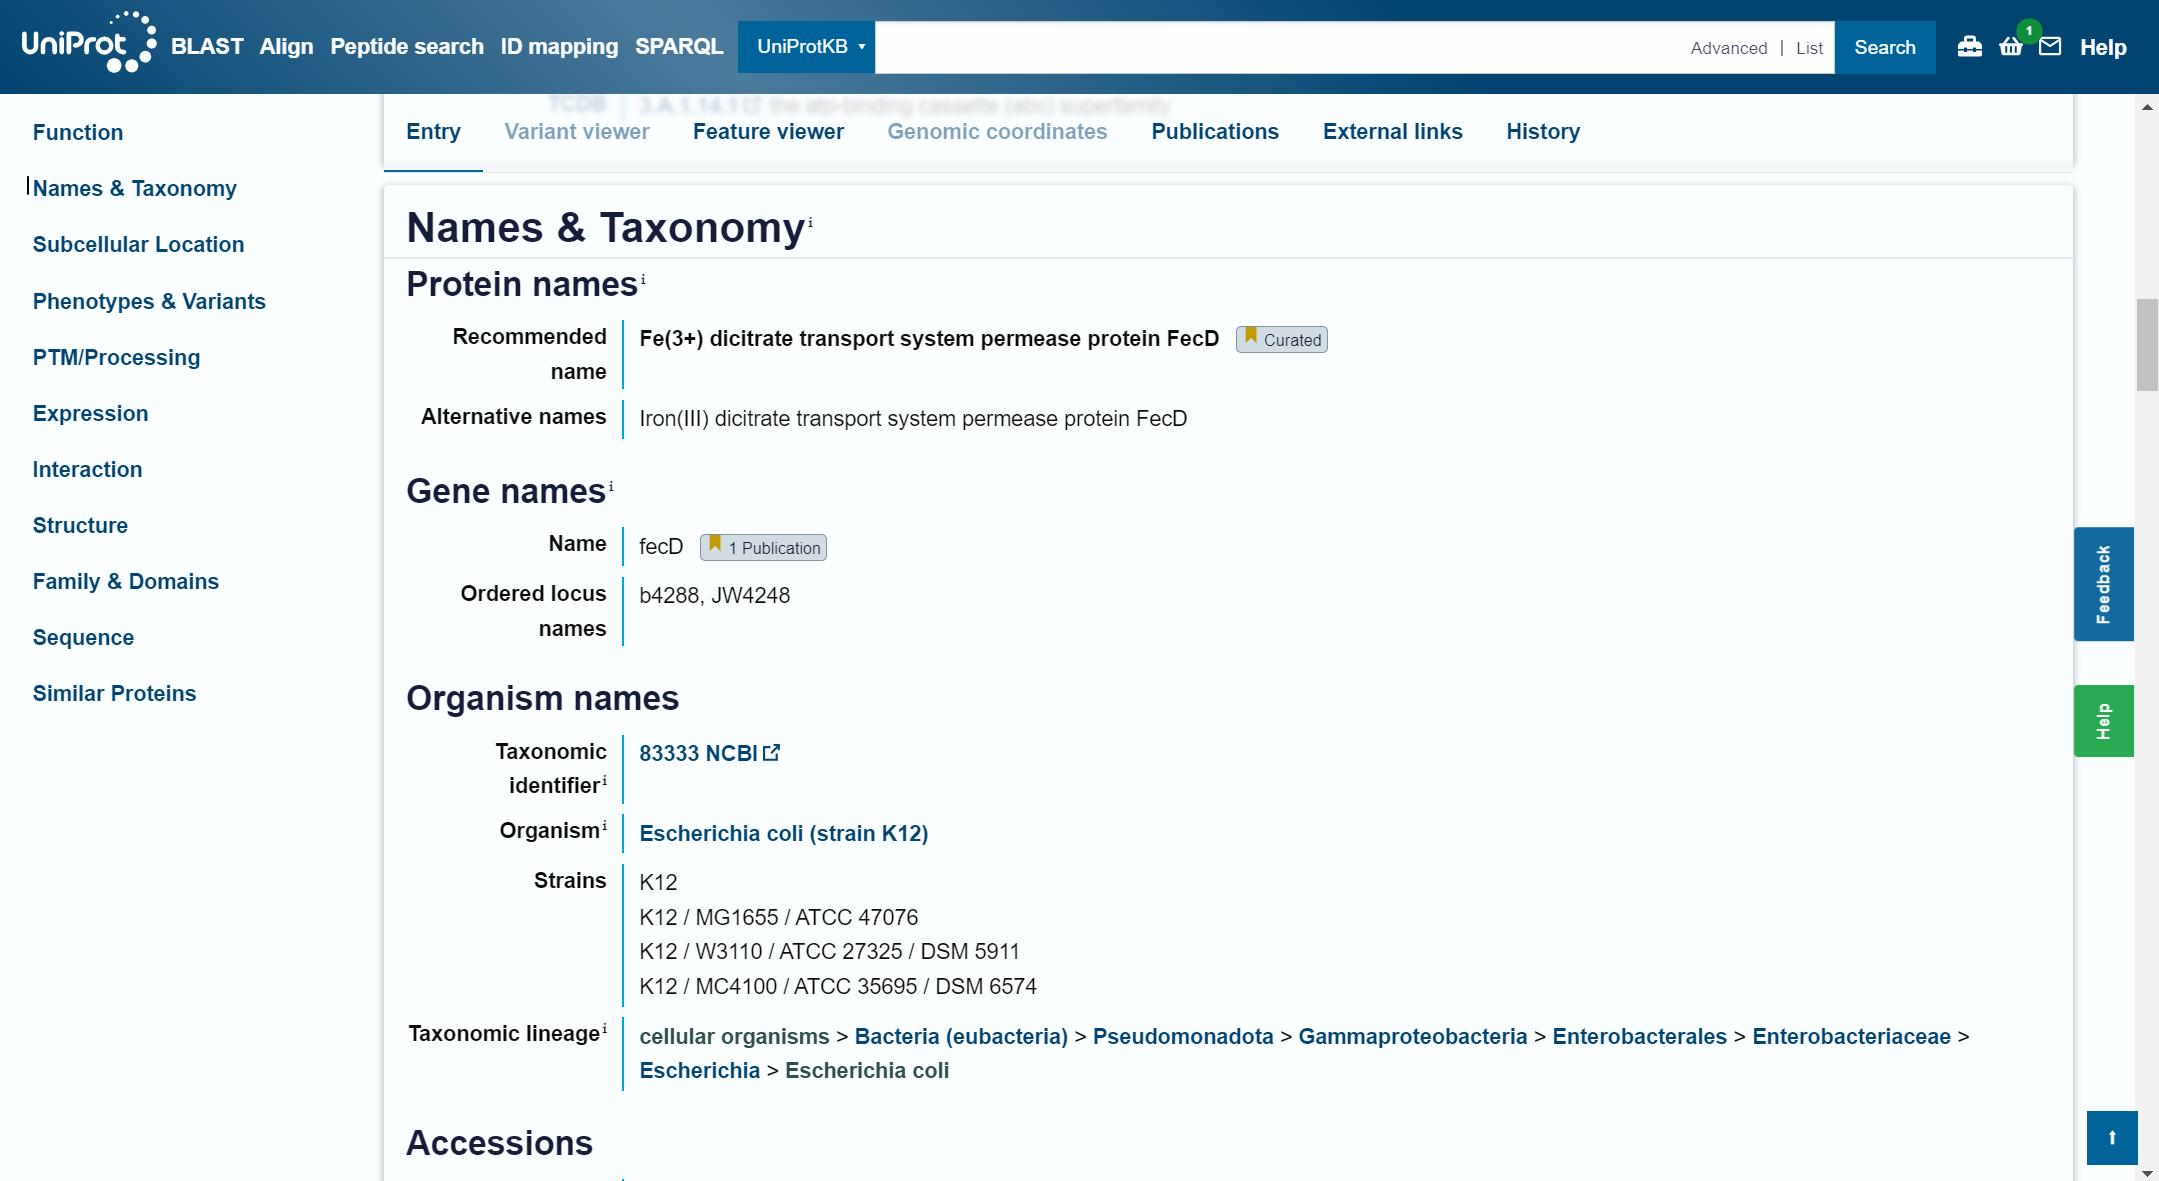 UniProt BLAST Align Peptide search ID mapping SPARQL UniProtKB Advanced | List Search 1 Help
TCDB 3.A.1.14.1 the atp-binding cassette (abc) superfamily
Entry Variant viewer Feature viewer Genomic coordinates Publications External links History
Function
Names & Taxonomy
Subcellular Location
Phenotypes & Variants
PTM/Processing
Expression
Interaction
Structure
Family & Domains
Sequence
Similar Proteins
Names & Taxonomy i
Protein names i
Recommended name Fe(3+) dicitrate transport system permease protein FecD Curated
Alternative names Iron(III) dicitrate transport system permease protein FecD
Gene names i
Name fecD 1 Publication
Ordered locus names b4288, JW4248
Organism names
Taxonomic identifier i 83333 NCBI
Organism i Escherichia coli (strain K12)
Strains K12
K12 / MG1655 / ATCC 47076
K12 / W3110 / ATCC 27325 / DSM 5911
K12 / MC4100 / ATCC 35695 / DSM 6574
Taxonomic lineage i cellular organisms > Bacteria (eubacteria) > Pseudomonadota > Gammaproteobacteria > Enterobacterales > Enterobacteriaceae >
Escherichia > Escherichia coli
Accessions
Feedback
Help